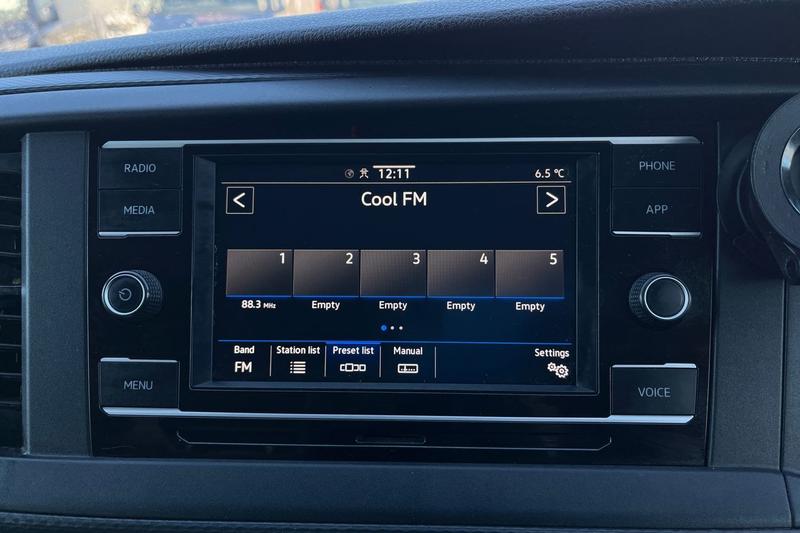 RADIO
MEDIA
MENU
12:11
6.5 °C
<
Cool FM
>
1
2
3
4
5
88.3 MHz
Empty
Empty
Empty
Empty
Band
FM
Station list
Preset list
Manual
Settings
PHONE
APP
VOICE